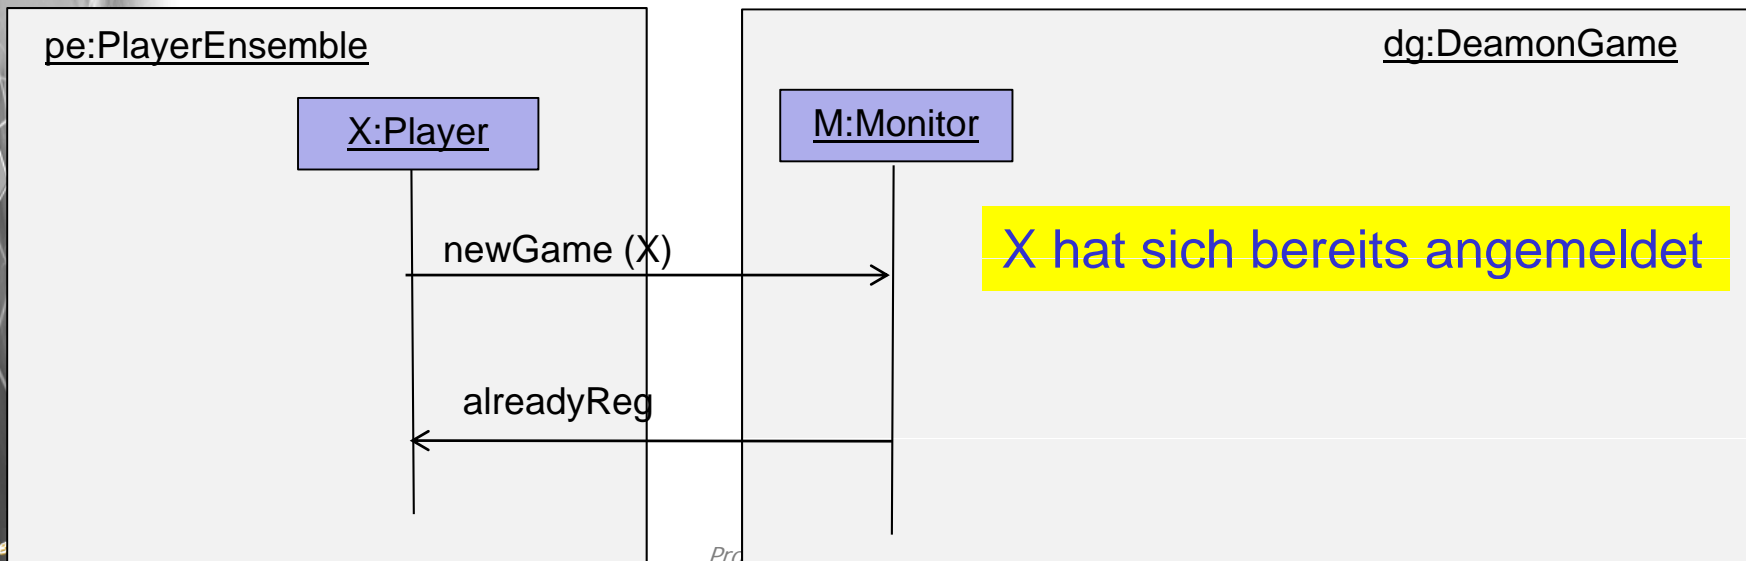 pe:PlayerEnsemble
dg:DeamonGame
X:Player
M:Monitor
newGame (X)
X hat sich bereits angemeldet
alreadyReg